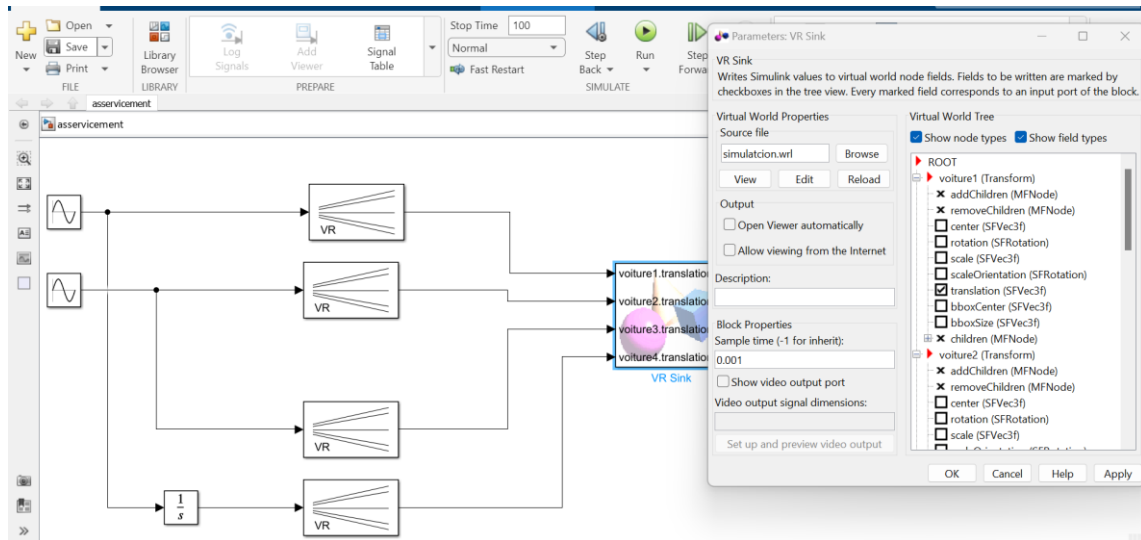 Open
Save
Print
New
FILE
Library
Browser
LIBRARY
Log
Signals
Add
Viewer
Signal
Table
PREPARE
Stop Time 100
Normal
Fast Restart
Step
Back
Run
Step
Forwa
SIMULATE
asservicement
asservicement
VR
VR
VR
1
s
VR
voiture1.translation
voiture2.translation
voiture3.translation
voiture4.translation
VR Sink
Parameters: VR Sink
VR Sink
Writes Simulink values to virtual world node fields. Fields to be written are marked by
checkboxes in the tree view. Every marked field corresponds to an input port of the block.
Virtual World Properties
Source file
simulatcion.wrl Browse
View Edit Reload
Output
Open Viewer automatically
Allow viewing from the Internet
Description:
Block Properties
Sample time (-1 for inherit):
0.001
Show video output port
Video output signal dimensions:
Set up and preview video output
Virtual World Tree
Show node types Show field types
ROOT
voiture1 (Transform)
addChildren (MFNode)
removeChildren (MFNode)
center (SFVec3f)
rotation (SFRotation)
scale (SFVec3f)
scaleOrientation (SFRotation)
translation (SFVec3f)
bboxCenter (SFVec3f)
bboxSize (SFVec3f)
children (MFNode)
voiture2 (Transform)
addChildren (MFNode)
removeChildren (MFNode)
center (SFVec3f)
rotation (SFRotation)
scale (SFVec3f)
OK Cancel Help Apply